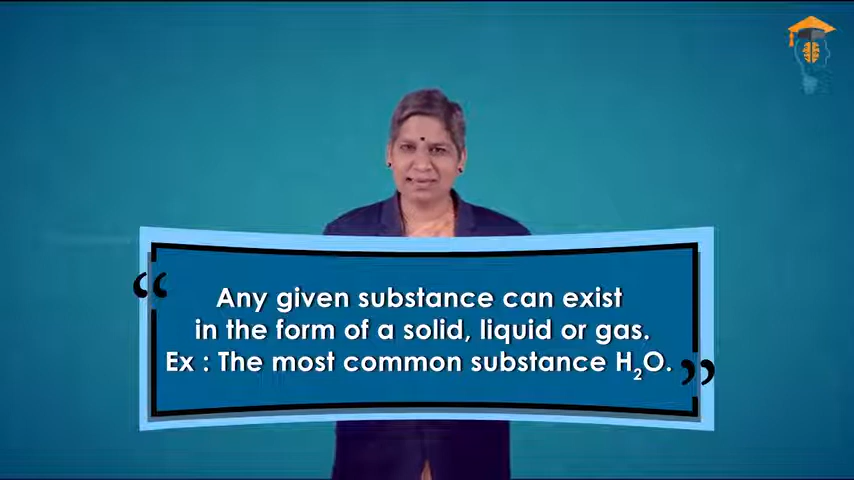 “
Any given substance can exist
in the form of a solid, liquid or gas.
Ex : The most common substance H₂O.
”